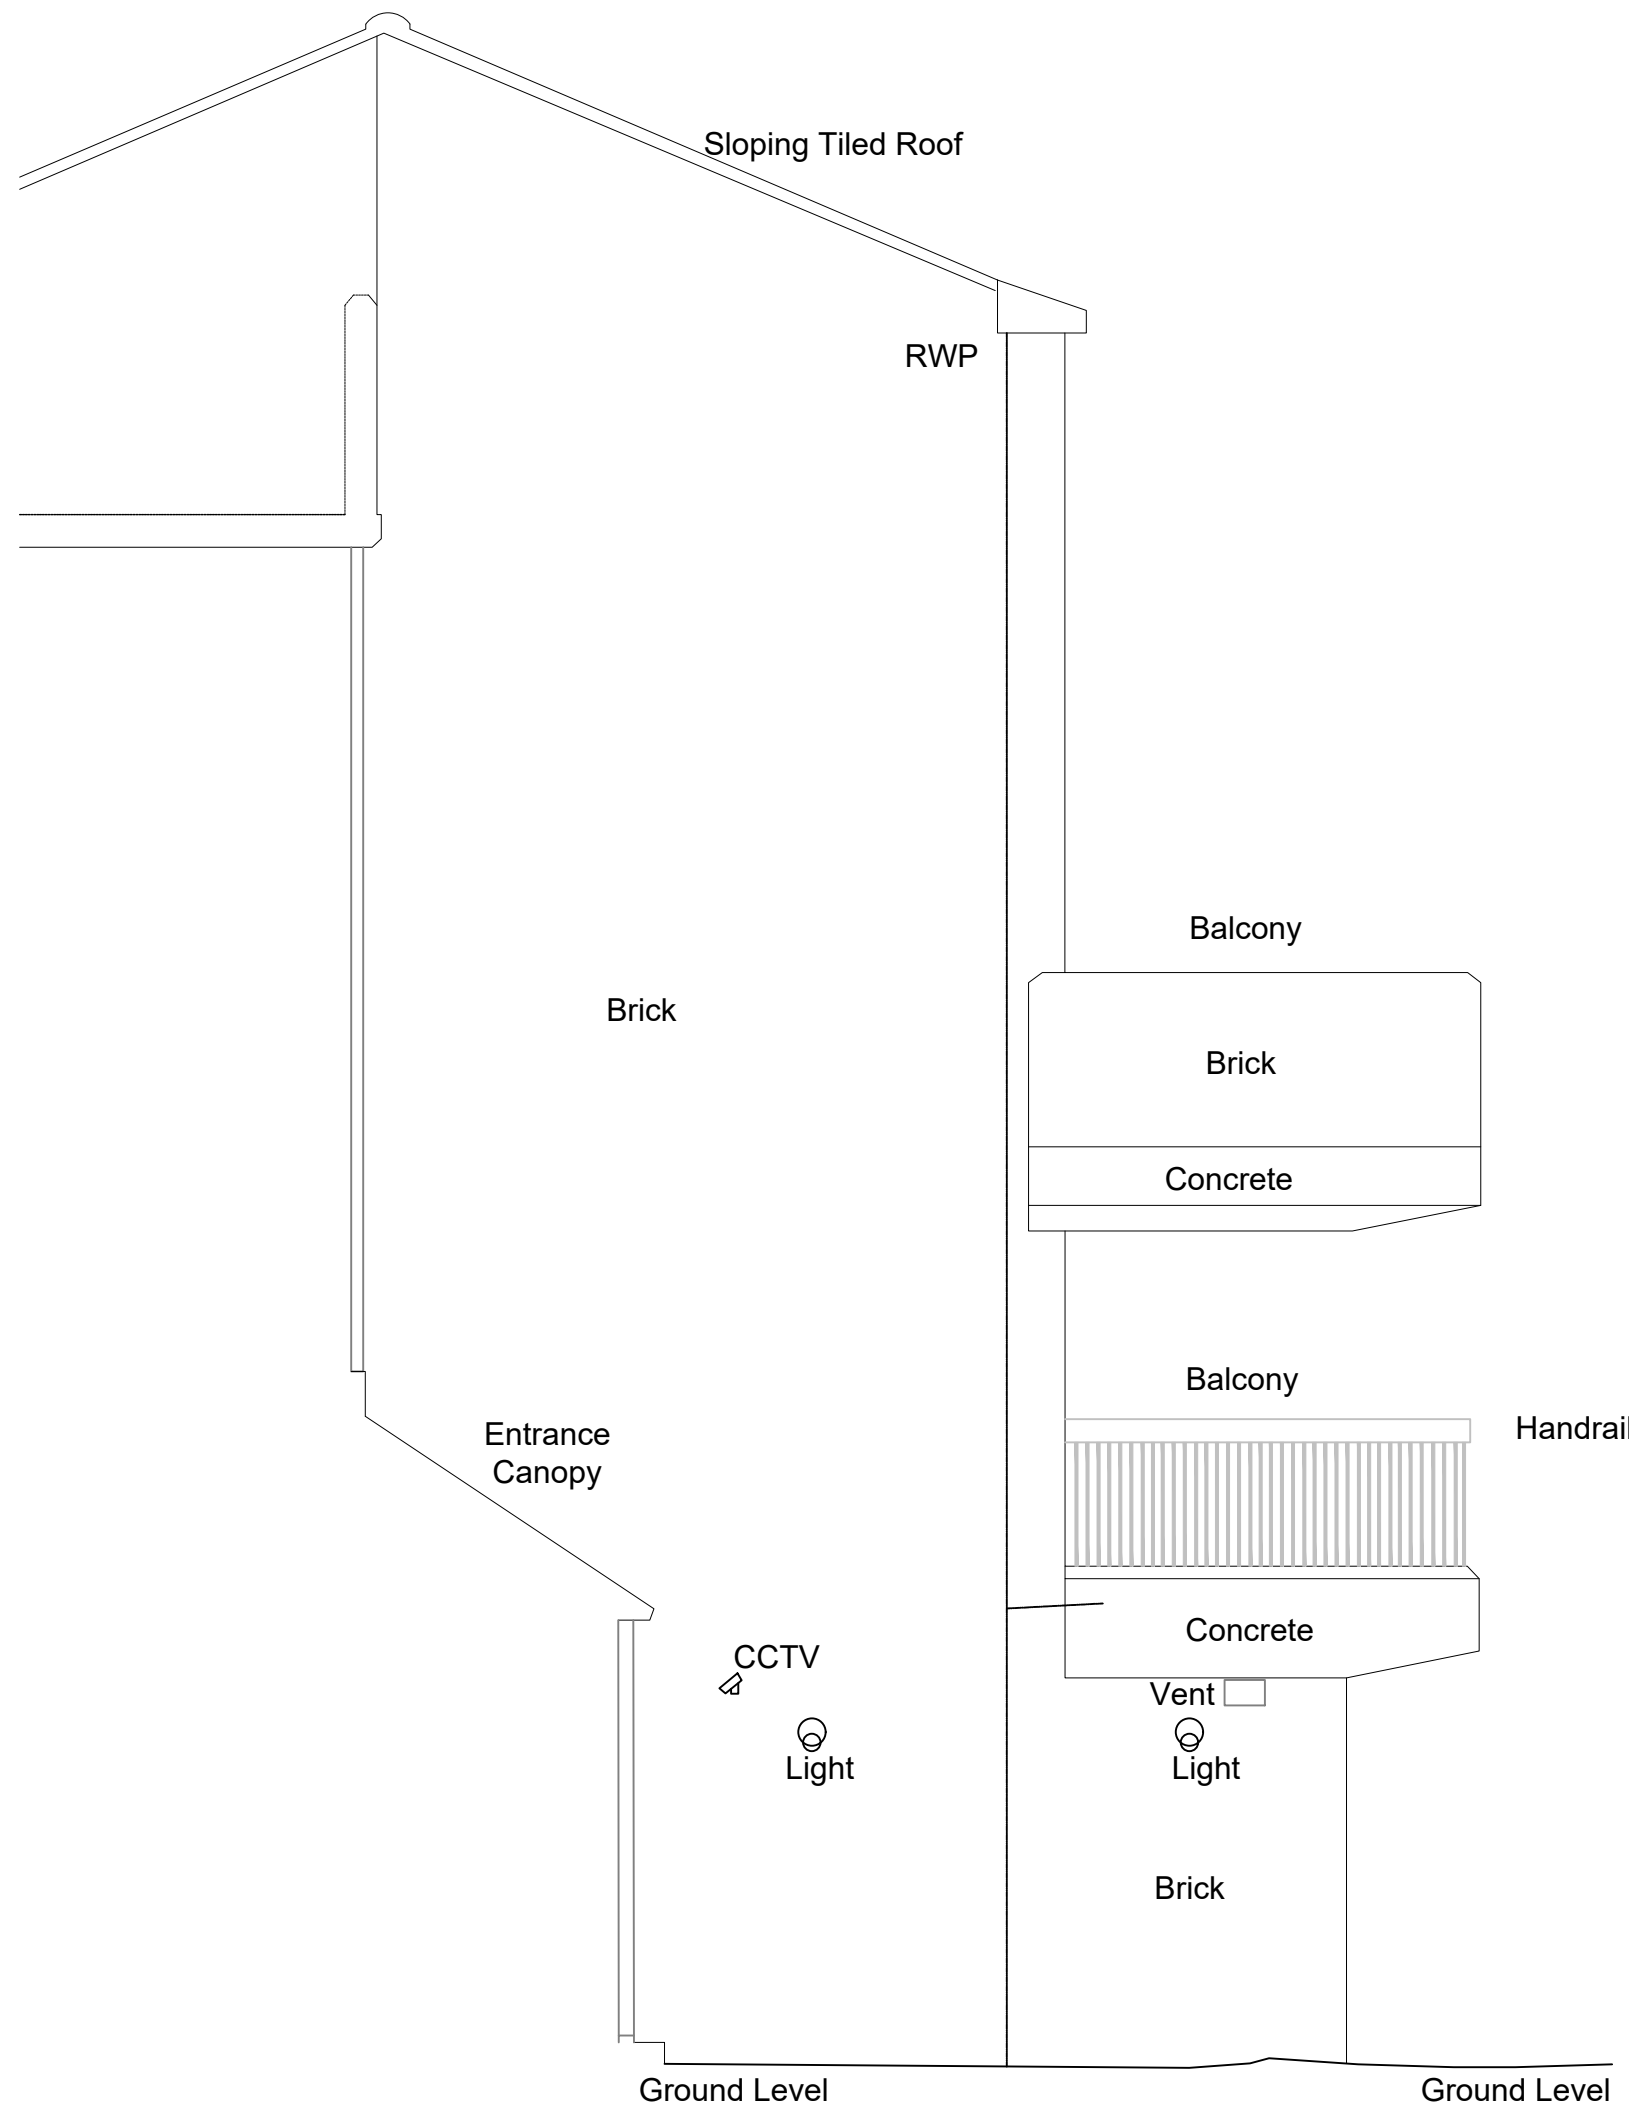 Sloping Tiled Roof
RWP
Balcony
Brick
Brick
Concrete
Balcony
Handrail
Entrance
Canopy
Concrete
CCTV
Vent
Light
Light
Brick
Ground Level
Ground Level